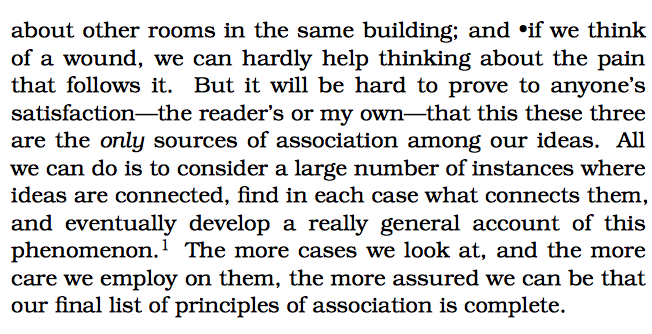 about other rooms in the same building; and •if we think
of a wound, we can hardly help thinking about the pain
that follows it. But it will be hard to prove to anyone’s
satisfaction—the reader’s or my own—that this these three
are the only sources of association among our ideas. All
we can do is to consider a large number of instances where
ideas are connected, find in each case what connects them,
and eventually develop a really general account of this
phenomenon.1 The more cases we look at, and the more
care we employ on them, the more assured we can be that
our final list of principles of association is complete.